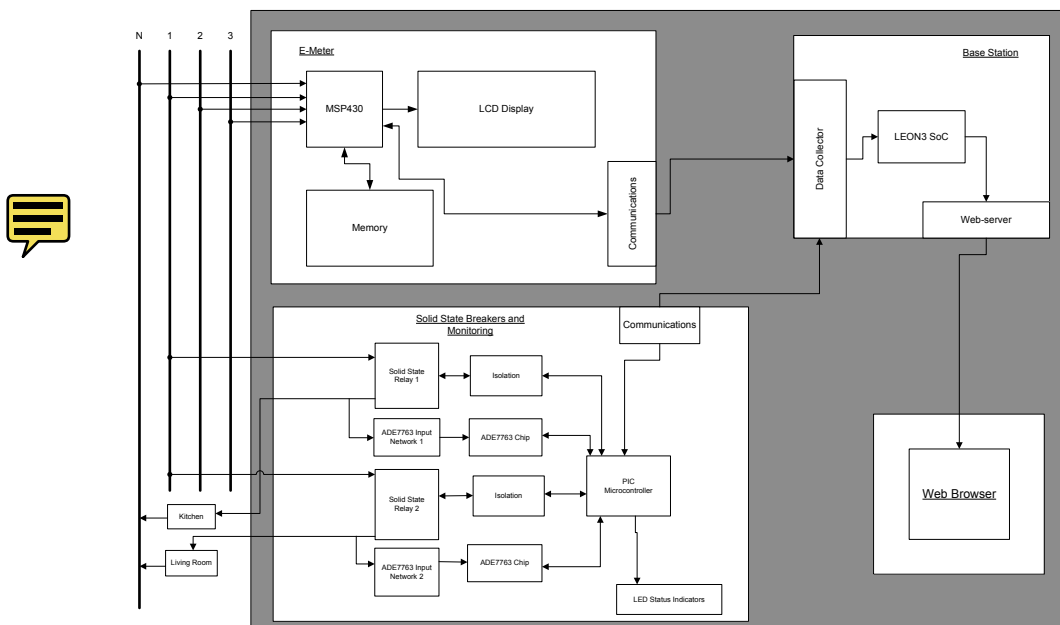 N 1 2 3
E-Meter
MSP430
LCD Display
Memory
Communications
Base Station
Data Collector
LEON3 SoC
Web-server
Solid State Breakers and
Monitoring
Communications
Solid State
Relay 1
Isolation
ADE7763 Input
Network 1
ADE7763 Chip
Solid State
Relay 2
Isolation
PIC
Microcontroller
ADE7763 Input
Network 2
ADE7763 Chip
LED Status Indicators
Kitchen
Living Room
Web Browser